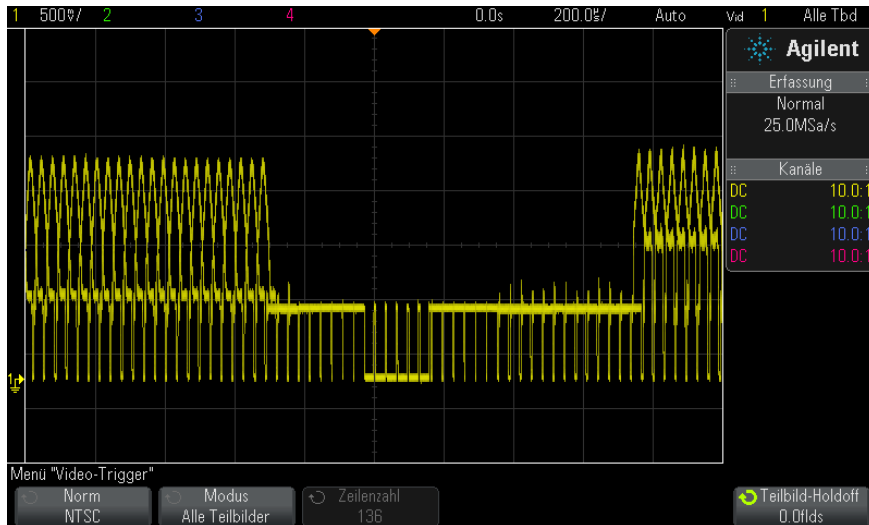 1 500mV/ 2 3 4 0.0s 200.0µs/ Auto Vid 1 Alle Tbd
Agilent
Erfassung
Normal
25.0MSa/s
Kanäle
DC 10.0:1
DC 10.0:1
DC 10.0:1
DC 10.0:1
1
Menü "Video-Trigger"
Norm Modus Zeilenzahl Teilbild-Holdoff
NTSC Alle Teilbilder 136 0.0flds